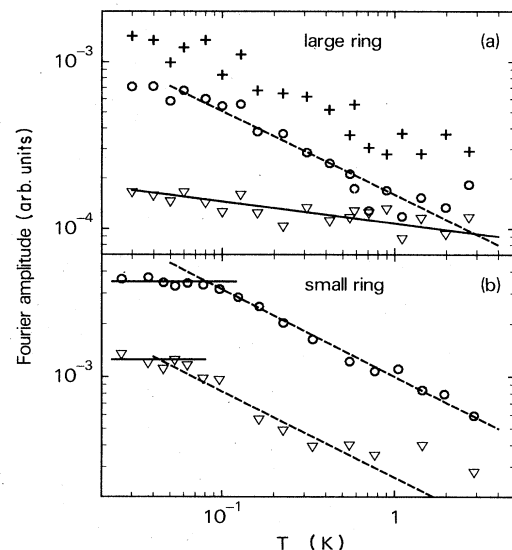 large ring (a)
10⁻³
10⁻⁴
Fourier amplitude (arb. units)
small ring (b)
10⁻³
10⁻¹ 1
T (K)